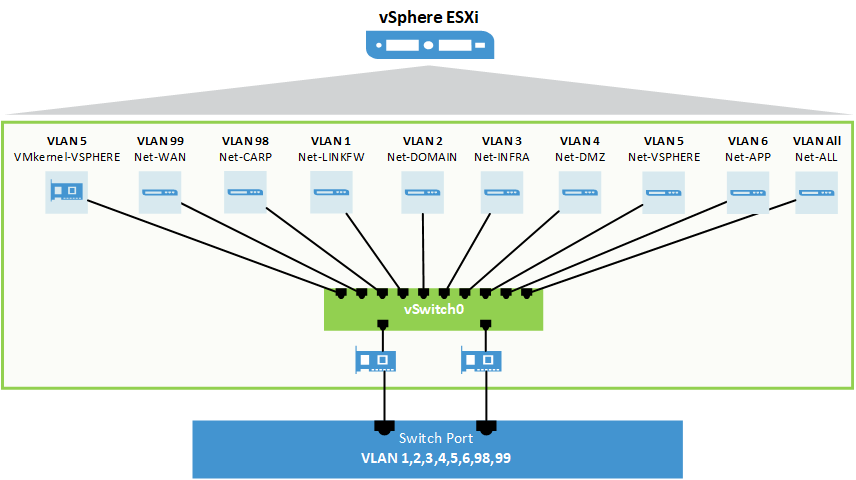 vSphere ESXi
VLAN 5
VMkernel-VSPHERE
VLAN 99
Net-WAN
VLAN 98
Net-CARP
VLAN 1
Net-LINKFW
VLAN 2
Net-DOMAIN
VLAN 3
Net-INFRA
VLAN 4
Net-DMZ
VLAN 5
Net-VSPHERE
VLAN 6
Net-APP
VLAN All
Net-ALL
vSwitch0
Switch Port
VLAN 1,2,3,4,5,6,98,99